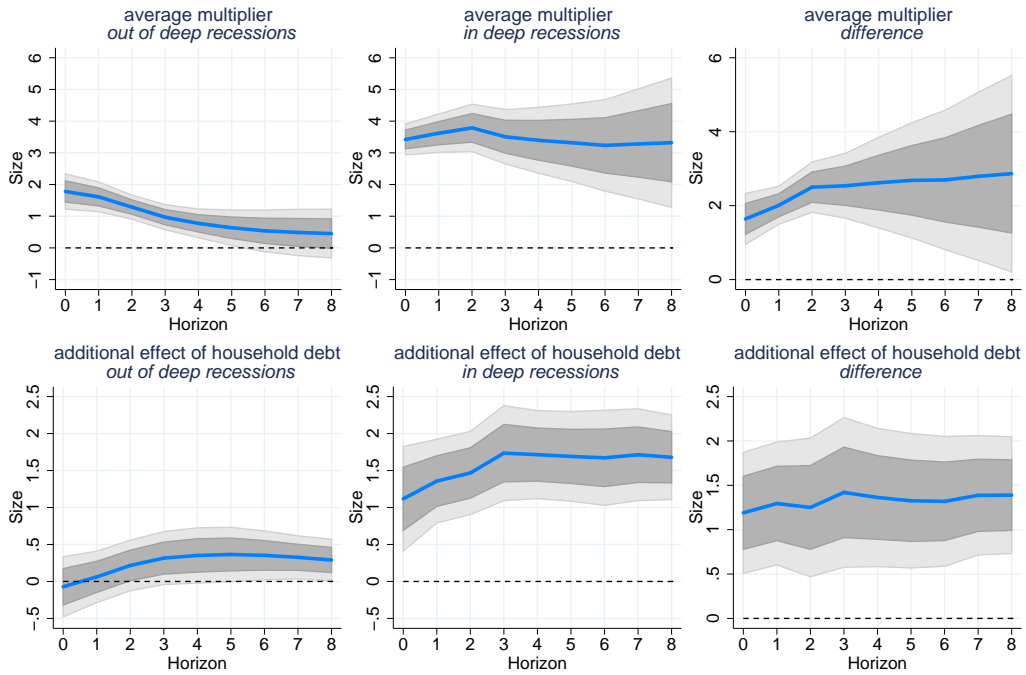 average multiplier
out of deep recessions
Size
6
5
4
3
2
1
0
−1
0 1 2 3 4 5 6 7 8
Horizon
average multiplier
in deep recessions
Size
6
5
4
3
2
1
0
−1
0 1 2 3 4 5 6 7 8
Horizon
average multiplier
difference
Size
6
4
2
0
0 1 2 3 4 5 6 7 8
Horizon
additional effect of household debt
out of deep recessions
Size
2.5
2
1.5
1
.5
0
−.5
0 1 2 3 4 5 6 7 8
Horizon
additional effect of household debt
in deep recessions
Size
2.5
2
1.5
1
.5
0
−.5
0 1 2 3 4 5 6 7 8
Horizon
additional effect of household debt
difference
Size
2.5
2
1.5
1
.5
0
0 1 2 3 4 5 6 7 8
Horizon